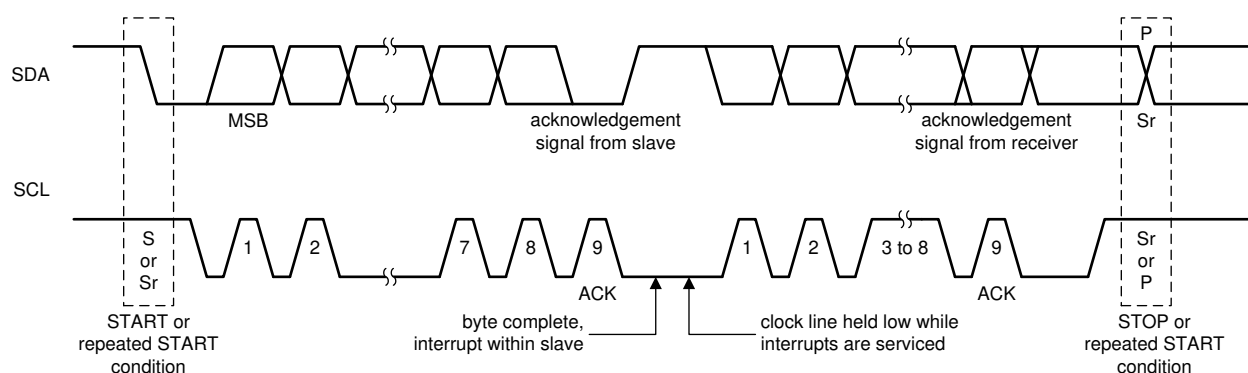 P
SDA
MSB
acknowledgement
signal from slave
acknowledgement
signal from receiver
Sr
SCL
S
or
Sr
1
2
7
8
9
1
2
3 to 8
9
Sr
or
P
ACK
ACK
START or
repeated START
condition
byte complete,
interrupt within slave
clock line held low while
interrupts are serviced
STOP or
repeated START
condition